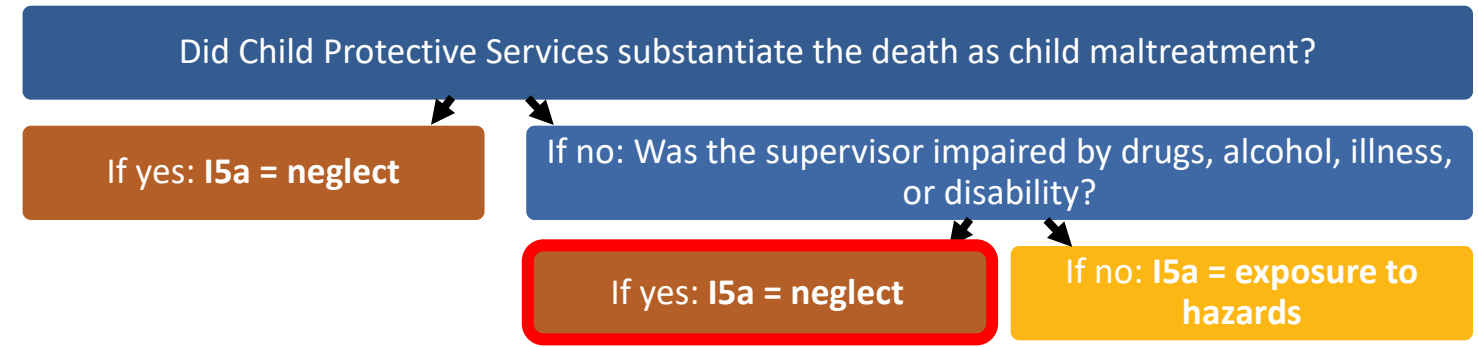 Did Child Protective Services substantiate the death as child maltreatment?
If yes: I5a = neglect
If no: Was the supervisor impaired by drugs, alcohol, illness,
or disability?
If yes: I5a = neglect
If no: I5a = exposure to
hazards